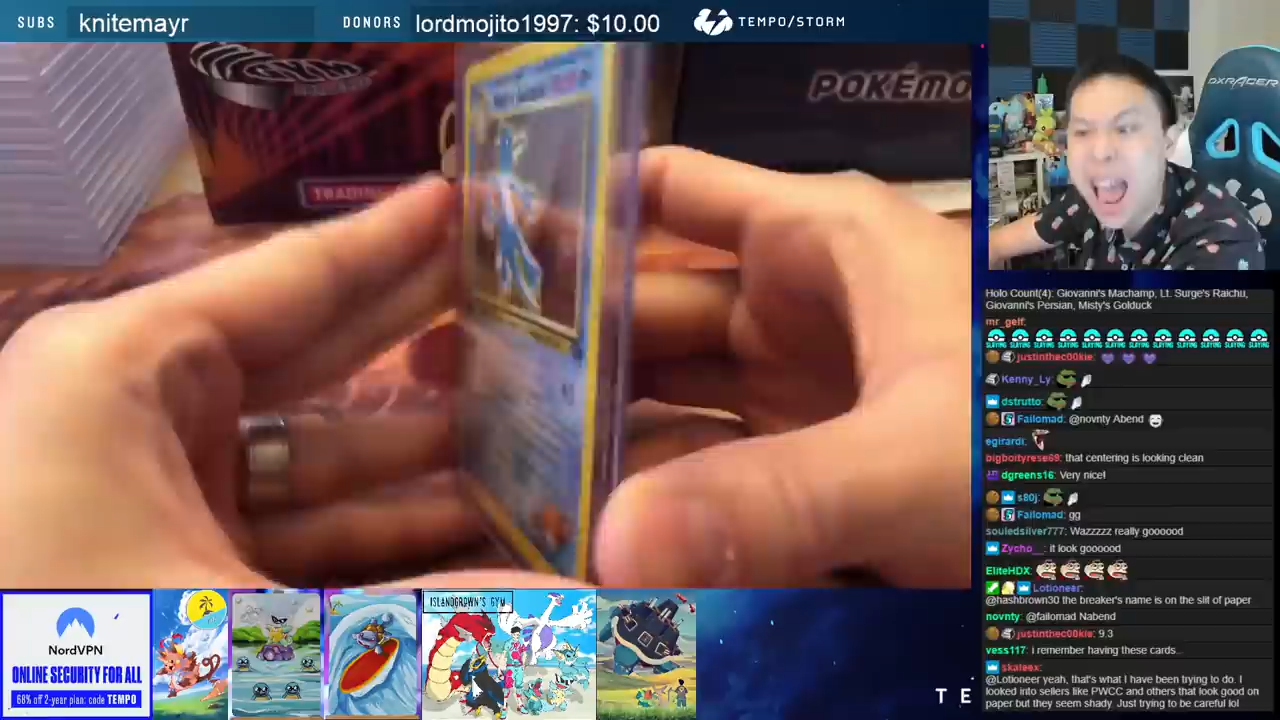 SUBS knitemayr DONORS lordmojito1997: $10.00 TEMPO/STORM
GYM
POKÉMO
TRADIN
DXRACER
Holo Count(4): Giovanni's Machamp, Lt. Surge's Raichu,
Giovanni's Persian, Misty's Golduck
mr_gelf:
justinthec00kie:
Kenny_Ly:
dstrutto:
Failomad: @novnty Abend
egirardi:
bigboityrese69: that centering is looking clean
dgreens16: Very nice!
s80j:
Failomad: gg
souledsilver777: Wazzzzz really goooood
Zycho__: it look goooood
EliteHDX:
Lotioneer:
@hashbrown30 the breaker's name is on the slit of paper
novnty: @failomad Nabend
justinthec00kie: 9.3
vess117: i remember having these cards..
skaleex:
@Lotioneer yeah, that's what I have been trying to do. I
looked into sellers like PWCC and others that look good on
paper but they seem shady. Just trying to be careful lol
NordVPN
ONLINE SECURITY FOR ALL
68% off 2-year plan: code TEMPO
ISLANDGROWN'S GYM
T E